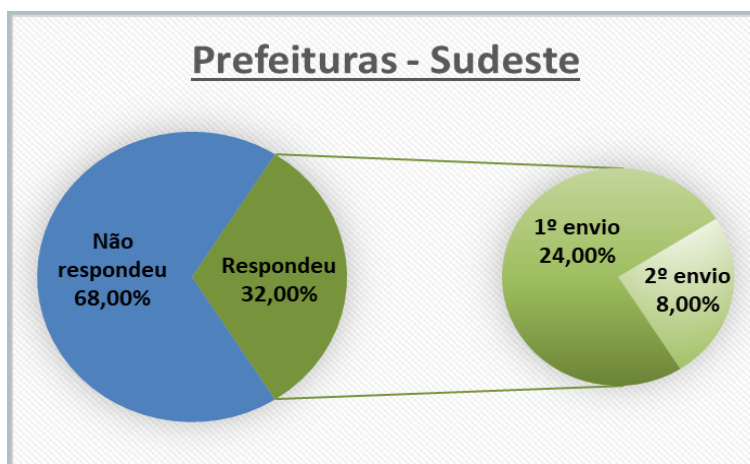 Prefeituras - Sudeste
Não
respondeu
68,00%
Respondeu
32,00%
1º envio
24,00%
2º envio
8,00%